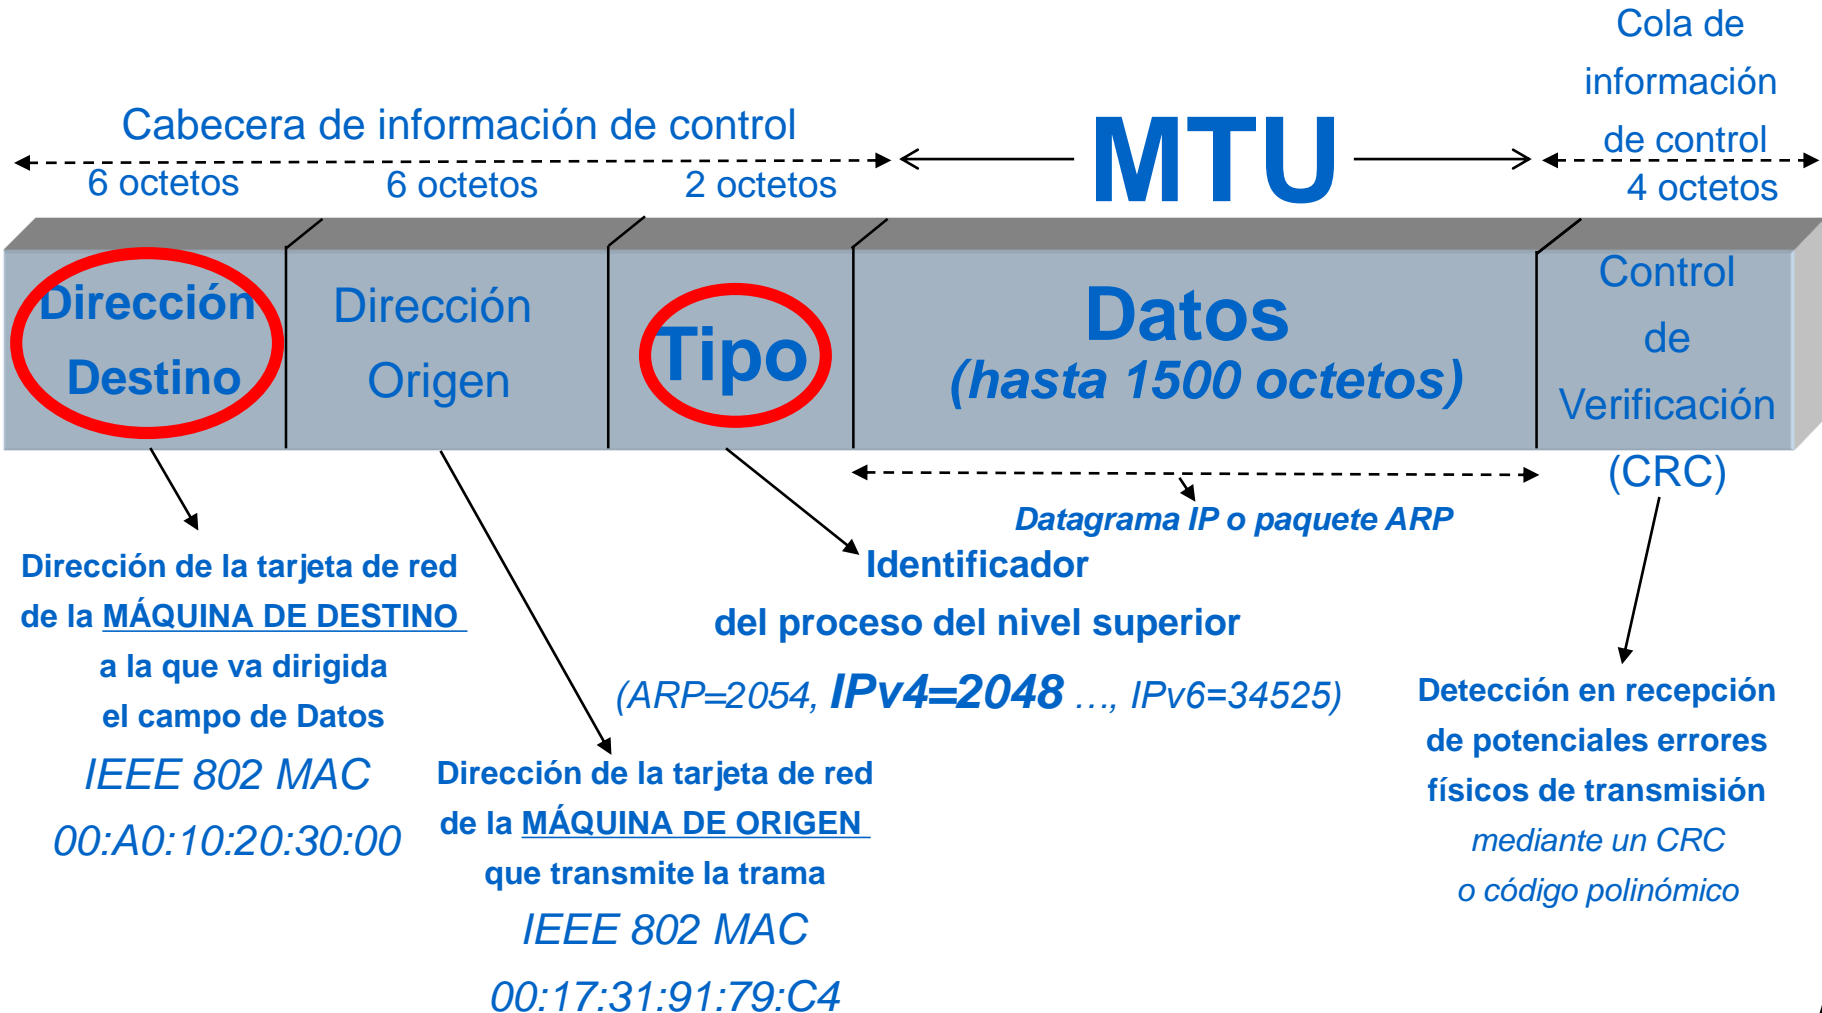 Cola de
información
de control
4 octetos
Cabecera de información de control
6 octetos
6 octetos
2 octetos
MTU
Dirección
Destino
Dirección
Origen
Tipo
Datos
(hasta 1500 octetos)
Control
de
Verificación
(CRC)
Datagrama IP o paquete ARP
Dirección de la tarjeta de red
de la MÁQUINA DE DESTINO
a la que va dirigida
el campo de Datos
IEEE 802 MAC
00:A0:10:20:30:00
Dirección de la tarjeta de red
de la MÁQUINA DE ORIGEN
que transmite la trama
IEEE 802 MAC
00:17:31:91:79:C4
Identificador
del proceso del nivel superior
(ARP=2054, IPv4=2048 …, IPv6=34525)
Detección en recepción
de potenciales errores
físicos de transmisión
mediante un CRC
o código polinómico